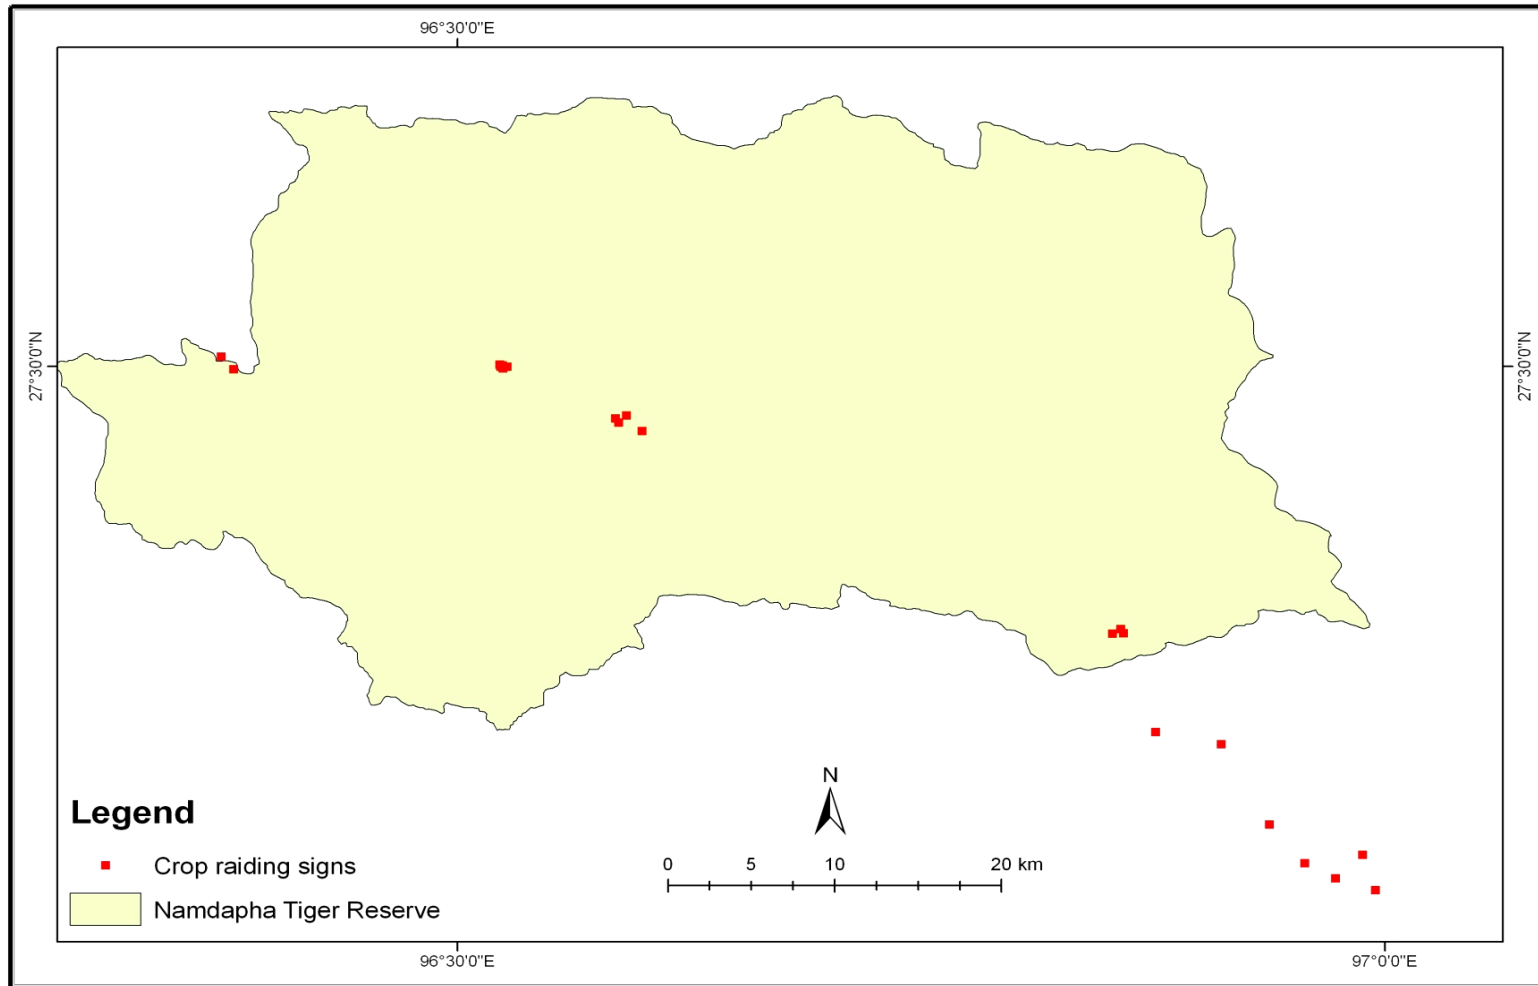 96°30'0"E
27°30'0"N
27°30'0"N
N
Legend
Crop raiding signs
Namdapha Tiger Reserve
0 5 10 20 km
96°30'0"E
97°0'0"E